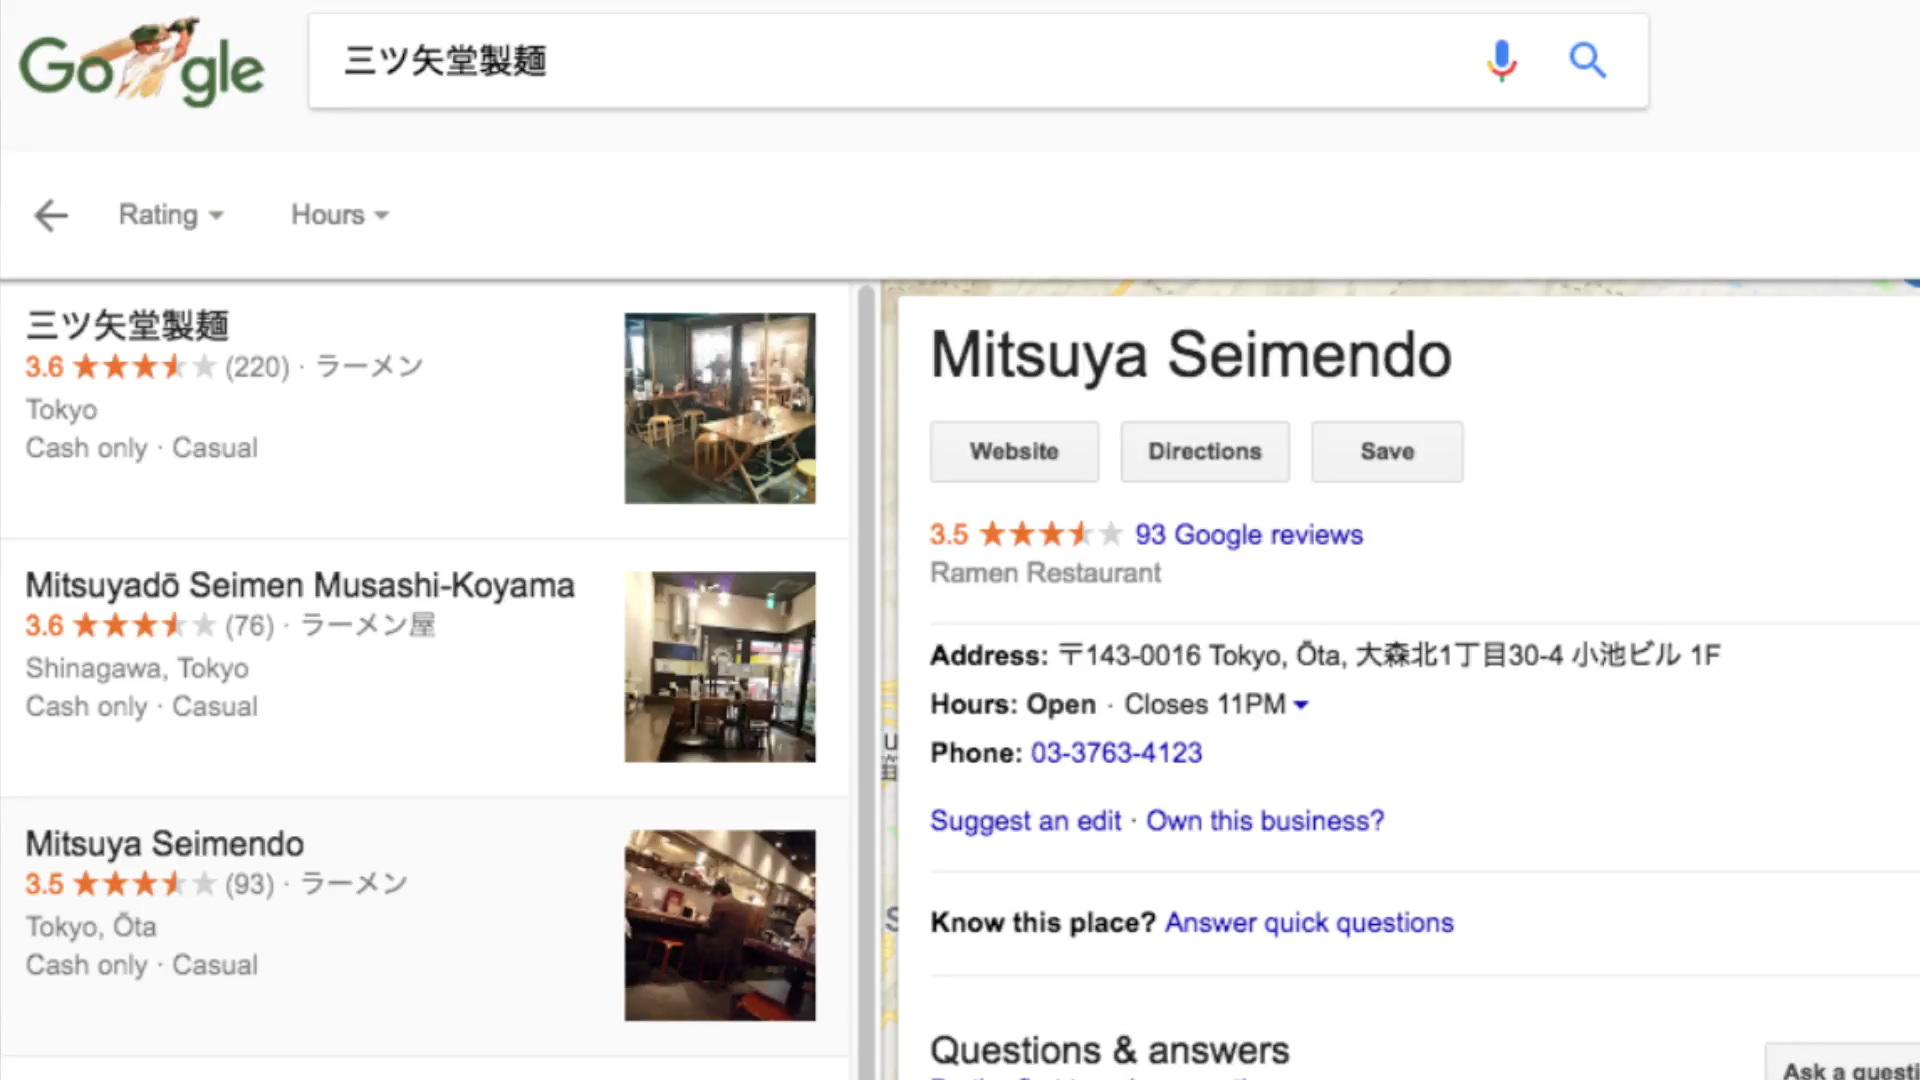 Google
三ツ矢堂製麺
Rating
Hours
三ツ矢堂製麺
3.6 (220) · ラーメン
Tokyo
Cash only · Casual
Mitsuyadō Seimen Musashi-Koyama
3.6 (76) · ラーメン屋
Shinagawa, Tokyo
Cash only · Casual
Mitsuya Seimendo
3.5 (93) · ラーメン
Tokyo, Ōta
Cash only · Casual
Mitsuya Seimendo
Website
Directions
Save
3.5 93 Google reviews
Ramen Restaurant
Address: 〒143-0016 Tokyo, Ōta, 大森北1丁目30-4 小池ビル 1F
Hours: Open · Closes 11PM
Phone: 03-3763-4123
Suggest an edit · Own this business?
Know this place? Answer quick questions
Questions & answers
Ask a questi